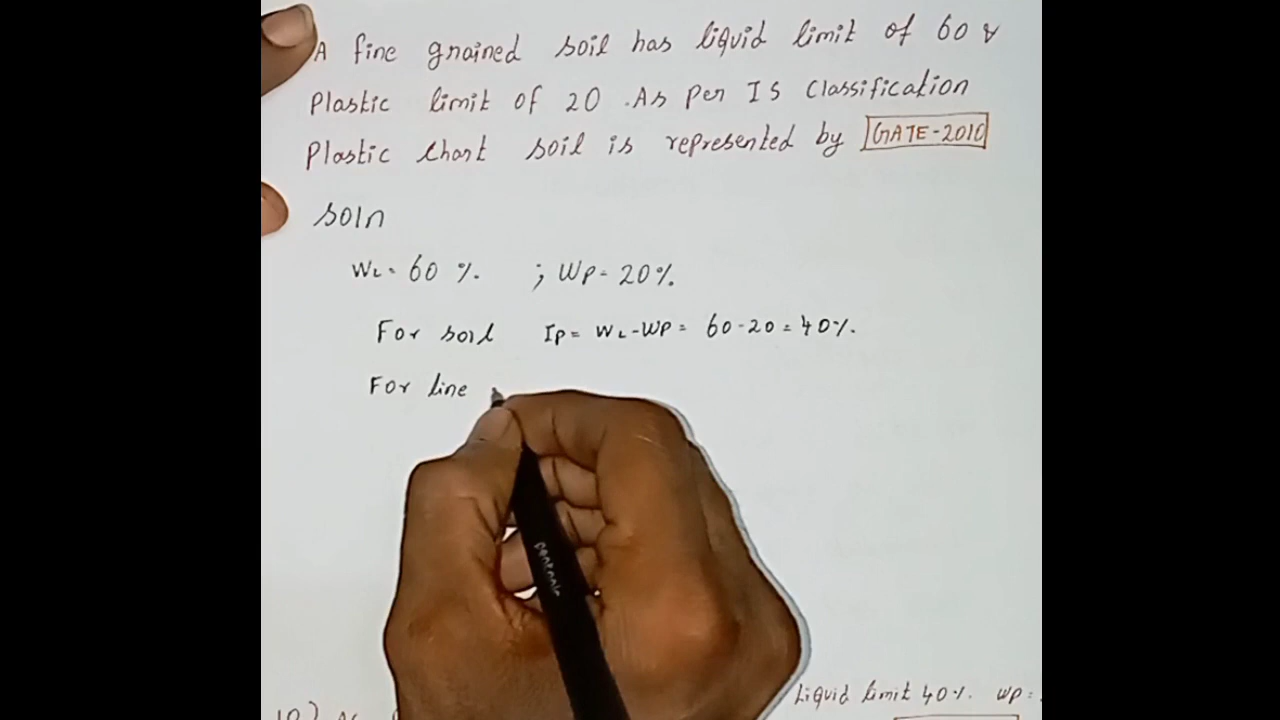 A fine grained soil has liquid limit of 60 &
Plastic limit of 20 .As per IS Classification
Plastic Chart soil is represented by GATE-2010
Soln
WL = 60 %. ; WP = 20%.
For soil IP = WL-WP = 60-20 = 40%.
For line
Liquid limit 40%. WP =